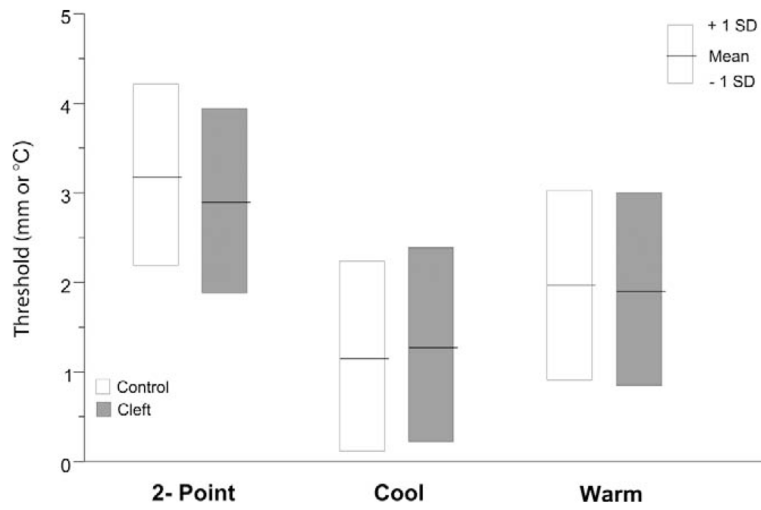 5
4
3
2
1
0
Threshold (mm or °C)
+ 1 SD
Mean
- 1 SD
Control
Cleft
2- Point
Cool
Warm